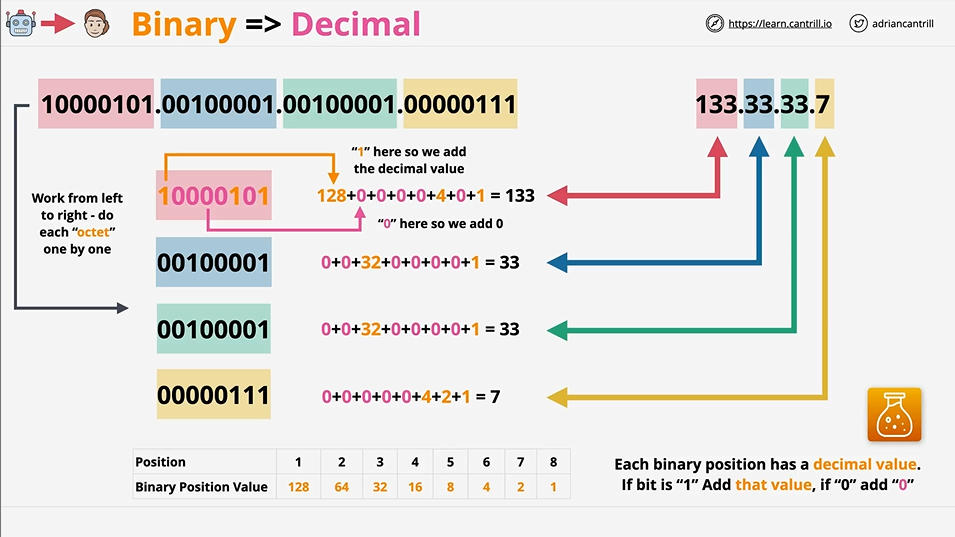 Binary => Decimal
https://learn.cantrill.io
adriancantrill
10000101.00100001.00100001.00000111
133.33.33.7
"1" here so we add
the decimal value
Work from left
to right - do
each "octet"
one by one
10000101
128+0+0+0+0+4+0+1 = 133
"0" here so we add 0
00100001
0+0+32+0+0+0+0+1 = 33
00100001
0+0+32+0+0+0+0+1 = 33
00000111
0+0+0+0+0+4+2+1 = 7
Position 1 2 3 4 5 6 7 8
Binary Position Value 128 64 32 16 8 4 2 1
Each binary position has a decimal value.
If bit is "1" Add that value, if "0" add "0"